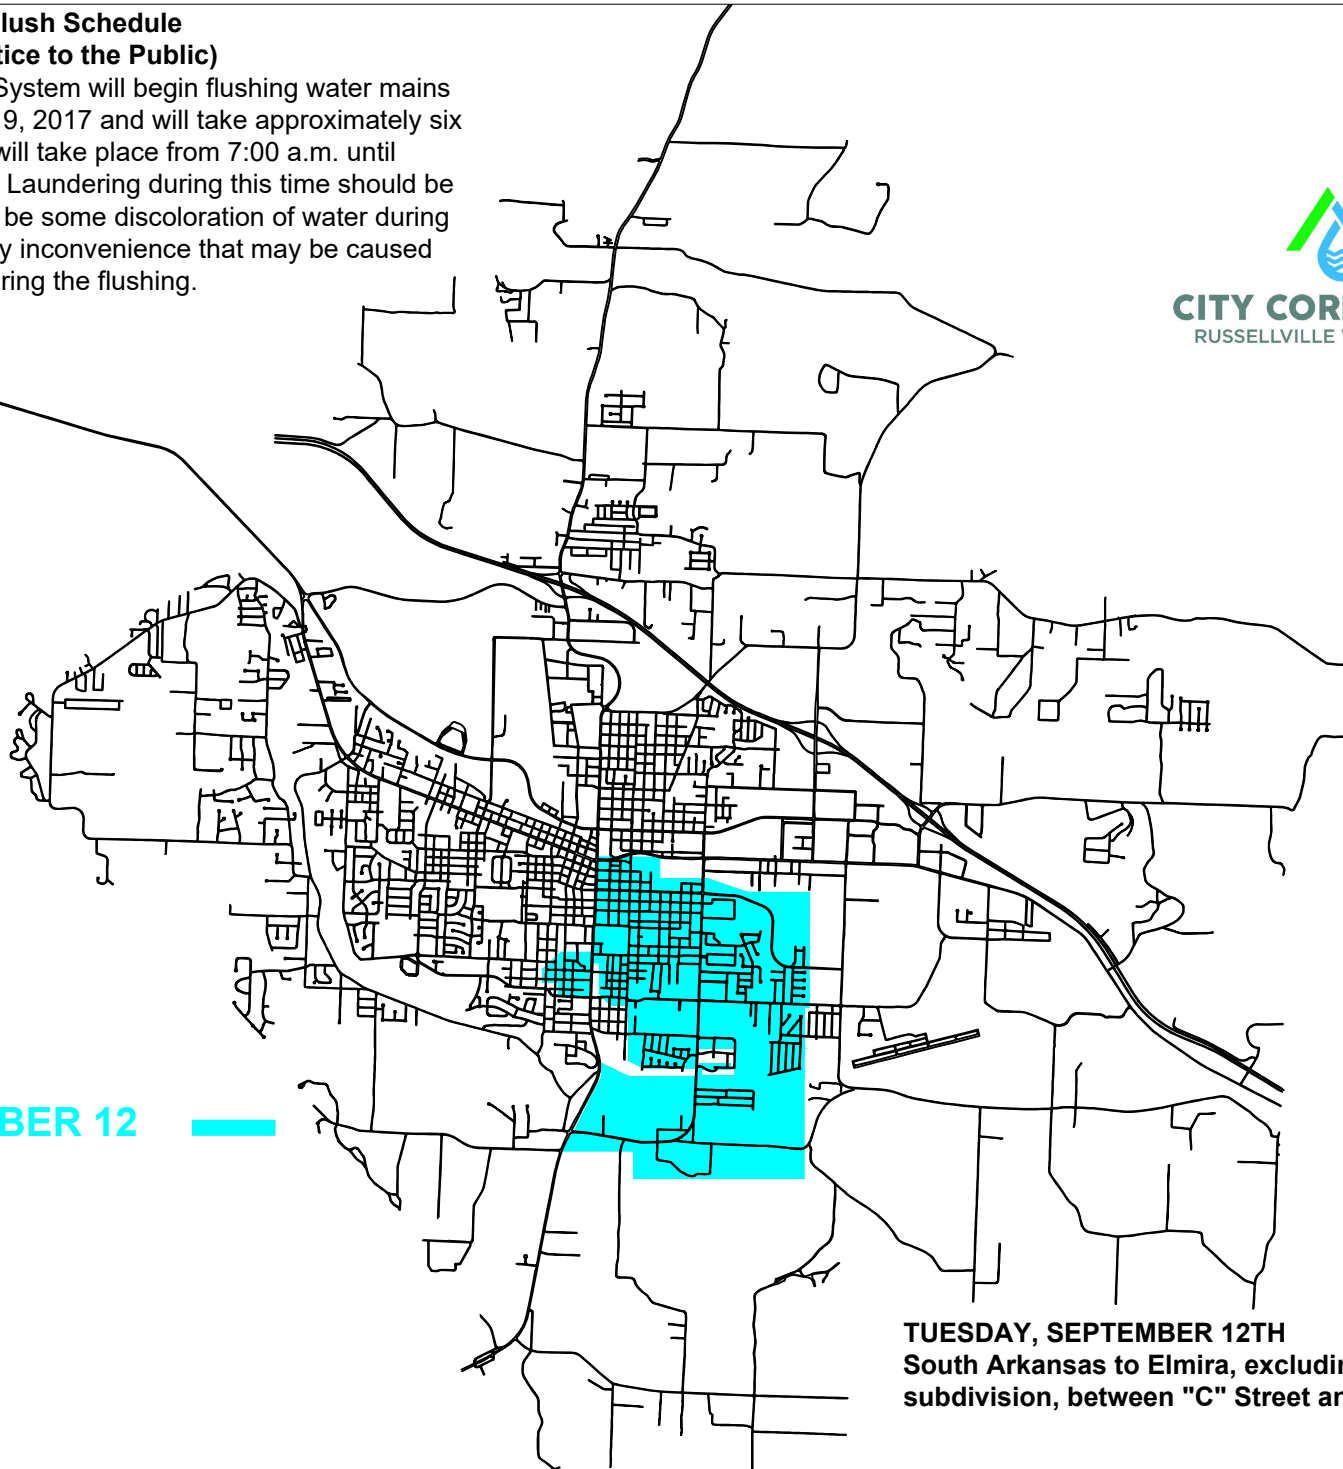 lush Schedule
tice to the Public)
System will begin flushing water mains
9, 2017 and will take approximately six
will take place from 7:00 a.m. until
Laundering during this time should be
be some discoloration of water during
y inconvenience that may be caused
ring the flushing.
CITY COR
RUSSELLVILLE
BER 12
TUESDAY, SEPTEMBER 12TH
South Arkansas to Elmira, excludin
subdivision, between "C" Street an